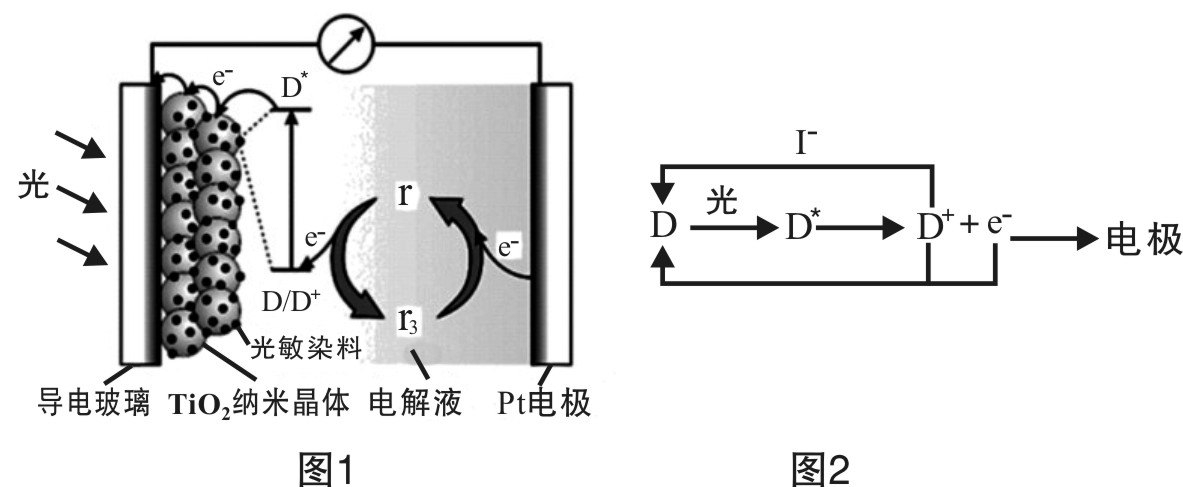 e⁻ D*
光
r
e⁻ e⁻
D/D⁺
r₃
光敏染料
导电玻璃 TiO₂纳米晶体 电解液 Pt电极
图1
I⁻
D 光 D* D⁺ + e⁻ 电极
图2